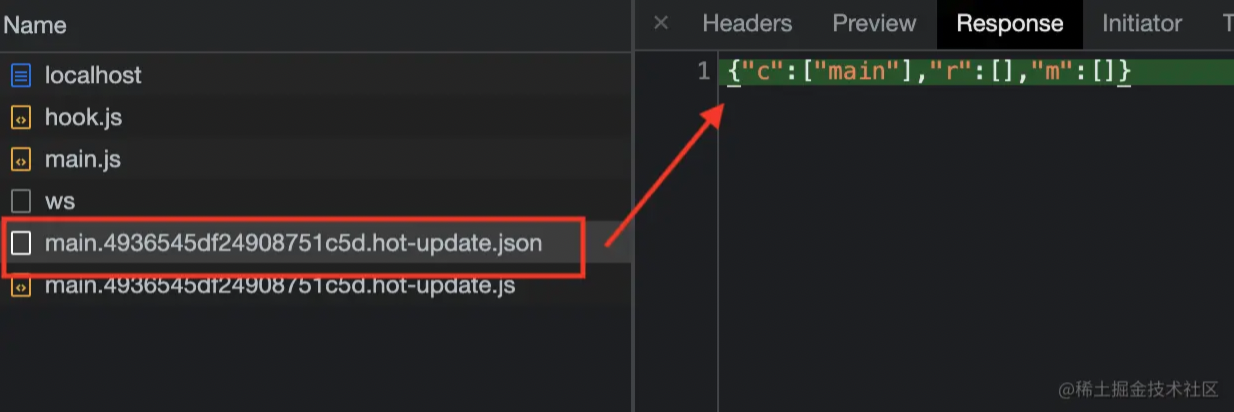 Name
localhost
hook.js
main.js
ws
main.4936545df24908751c5d.hot-update.json
main.4936545df24908751c5d.hot-update.js
× Headers Preview Response Initiator T
1 {"c":["main"],"r":[],"m":[]}
@稀土掘金技术社区